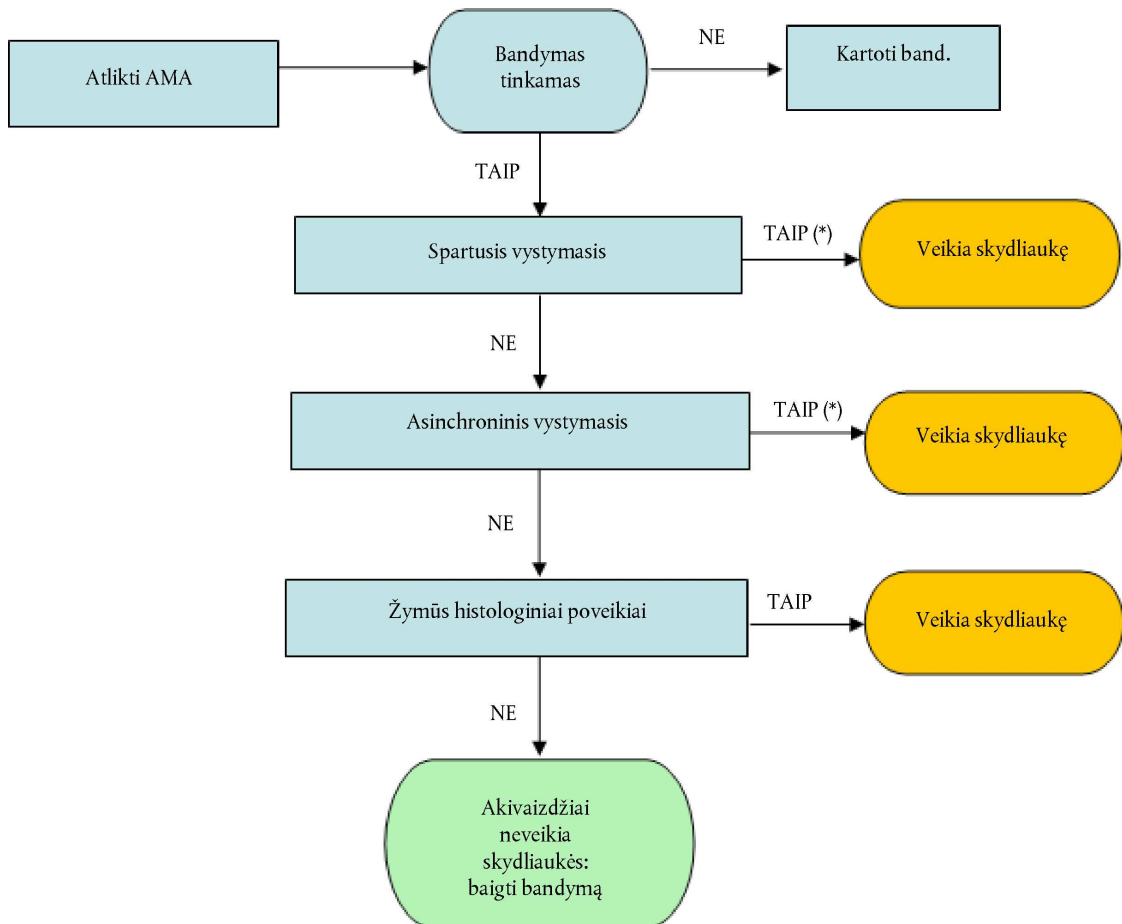 Atlikti AMA
Bandymas
tinkamas
NE
Kartoti band.
TAIP
Spartusis vystymasis
TAIP (*)
Veikia skydliaukę
NE
Asinchroninis vystymasis
TAIP (*)
Veikia skydliaukę
NE
Žymūs histologiniai poveikiai
TAIP
Veikia skydliaukę
NE
Akivaizdžiai
neveikia
skydliaukės:
baigti bandymą